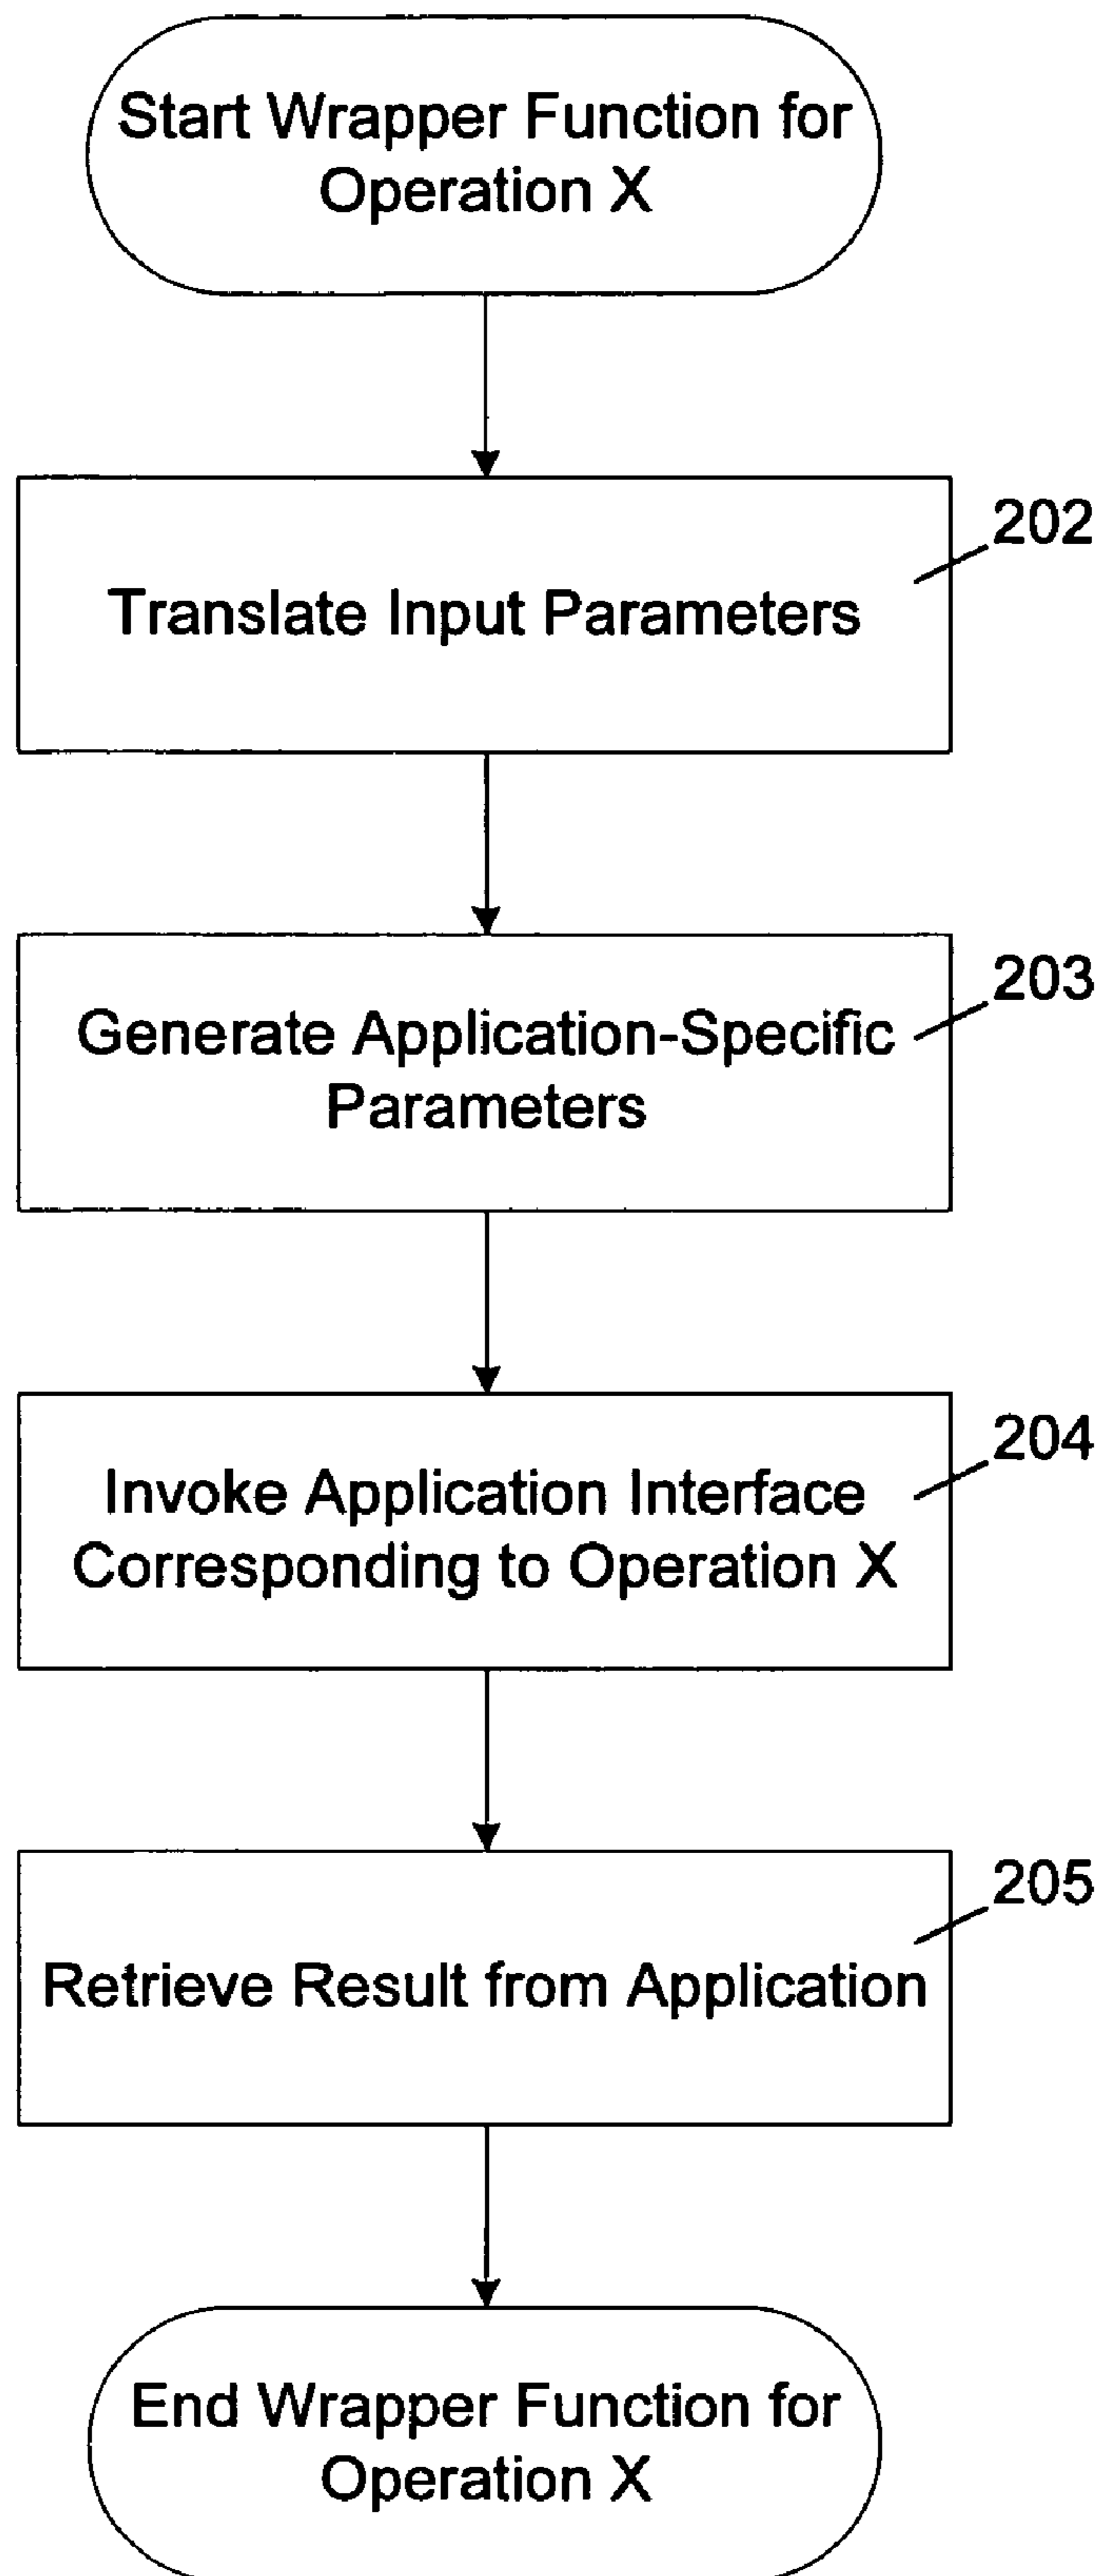 Start Wrapper Function for
Operation X
202
Translate Input Parameters
203
Generate Application-Specific
Parameters
204
Invoke Application Interface
Corresponding to Operation X
205
Retrieve Result from Application
End Wrapper Function for
Operation X